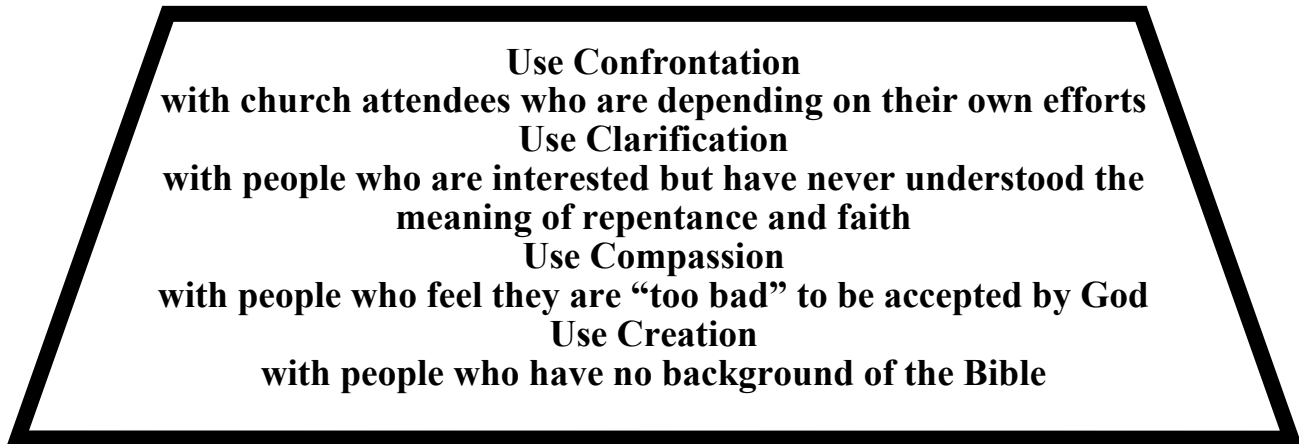 Use Confrontation
with church attendees who are depending on their own efforts
Use Clarification
with people who are interested but have never understood the
meaning of repentance and faith
Use Compassion
with people who feel they are “too bad” to be accepted by God
Use Creation
with people who have no background of the Bible